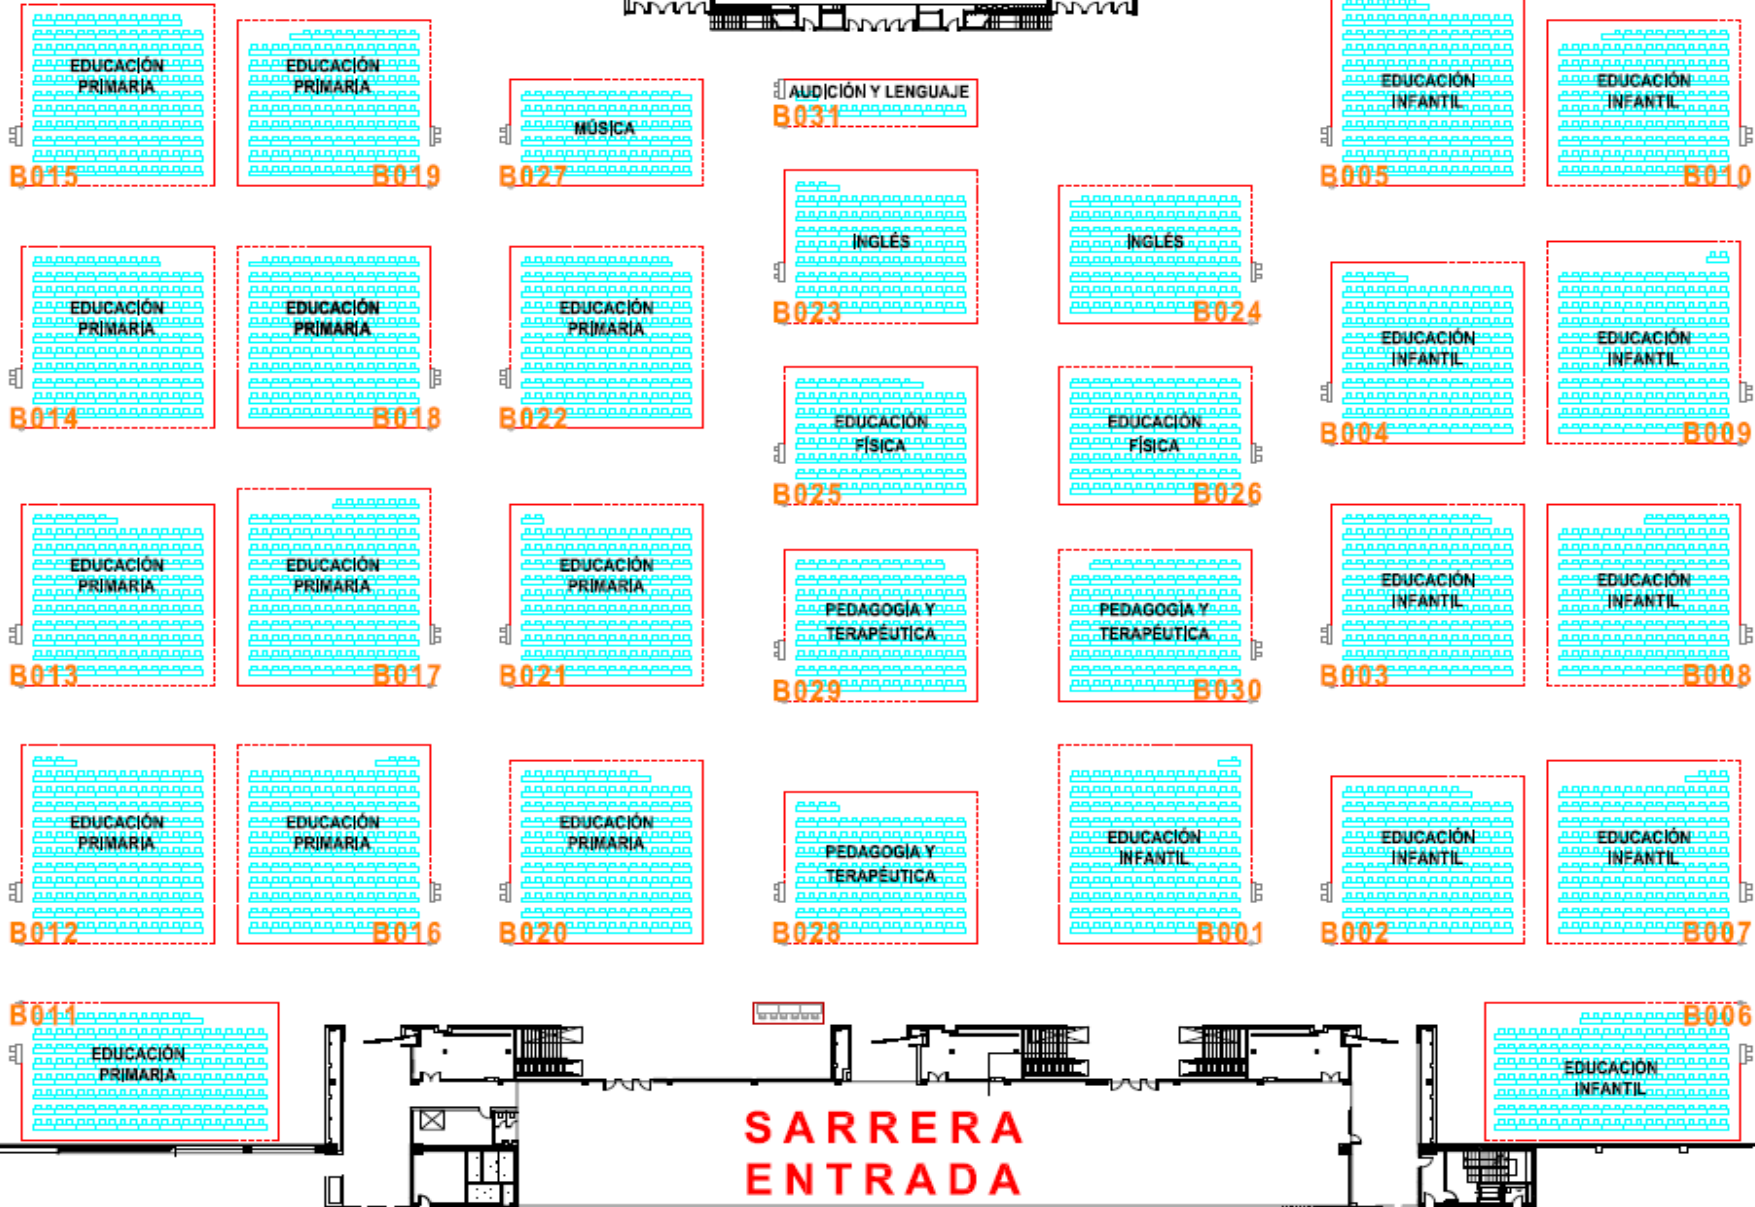 EDUCACIÓN
PRIMARIA
B015
EDUCACIÓN
PRIMARIA
B019
MÚSICA
B027
AUDICIÓN Y LENGUAJE
B031
EDUCACIÓN
INFANTIL
B005
EDUCACIÓN
INFANTIL
B010
INGLÉS
B023
INGLÉS
B024
EDUCACIÓN
PRIMARIA
B014
EDUCACIÓN
PRIMARIA
B018
EDUCACIÓN
PRIMARIA
B022
EDUCACIÓN
INFANTIL
B004
EDUCACIÓN
INFANTIL
B009
EDUCACIÓN
FÍSICA
B025
EDUCACIÓN
FÍSICA
B026
EDUCACIÓN
PRIMARIA
B013
EDUCACIÓN
PRIMARIA
B017
EDUCACIÓN
PRIMARIA
B021
PEDAGOGÍA Y
TERAPÉUTICA
B029
PEDAGOGÍA Y
TERAPÉUTICA
B030
EDUCACIÓN
INFANTIL
B003
EDUCACIÓN
INFANTIL
B008
EDUCACIÓN
PRIMARIA
B012
EDUCACIÓN
PRIMARIA
B016
EDUCACIÓN
PRIMARIA
B020
PEDAGOGÍA Y
TERAPÉUTICA
B028
EDUCACIÓN
INFANTIL
B001
EDUCACIÓN
INFANTIL
B002
EDUCACIÓN
INFANTIL
B007
B011
EDUCACIÓN
PRIMARIA
B006
EDUCACIÓN
INFANTIL
SARRERA
ENTRADA